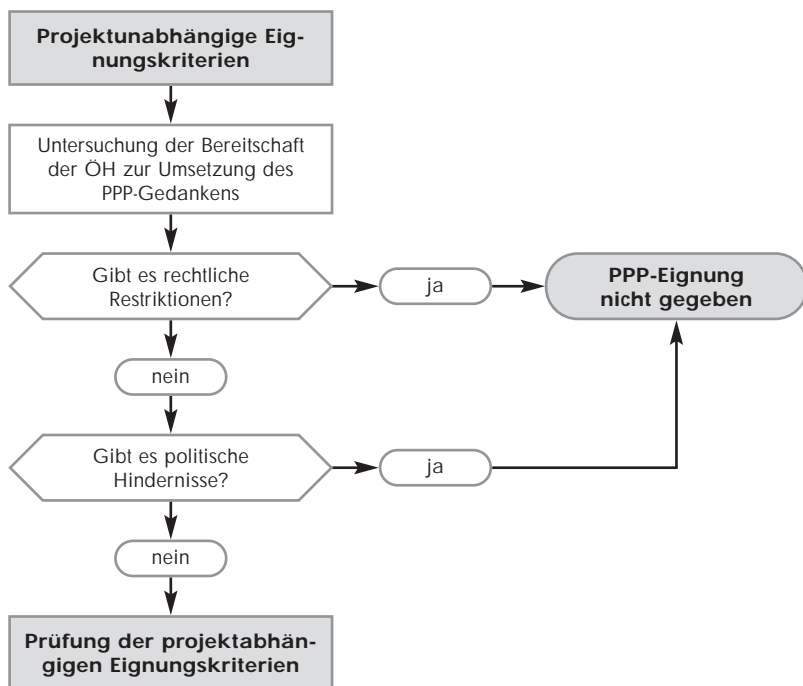 Projektunabhängige Eig-
nungskriterien
Untersuchung der Bereitschaft
der ÖH zur Umsetzung des
PPP-Gedankens
Gibt es rechtliche
Restriktionen?
ja
PPP-Eignung
nicht gegeben
nein
Gibt es politische
Hindernisse?
ja
nein
Prüfung der projektabhän-
gigen Eignungskriterien